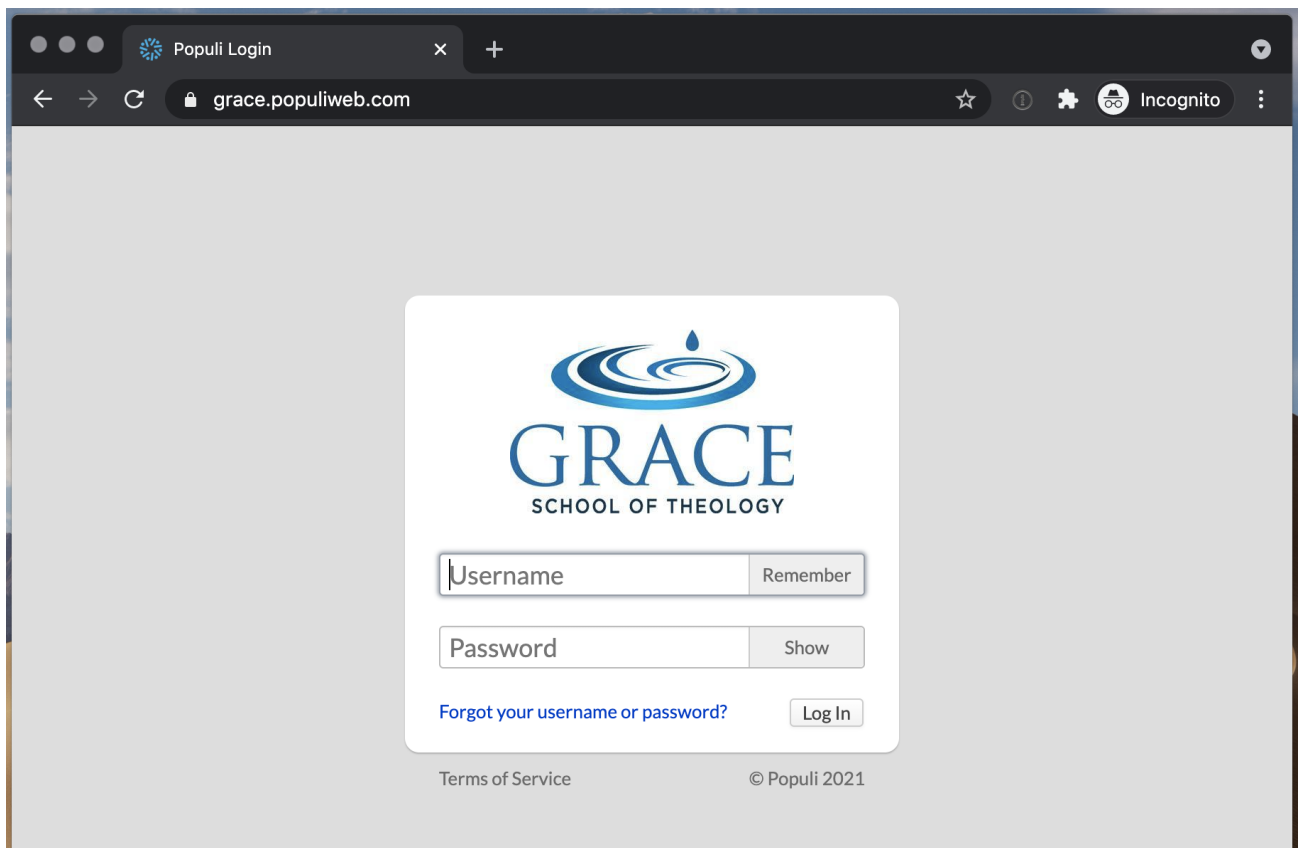 Populi Login
grace.populiweb.com
Incognito
GRACE
SCHOOL OF THEOLOGY
Username Remember
Password Show
Forgot your username or password? Log In
Terms of Service © Populi 2021